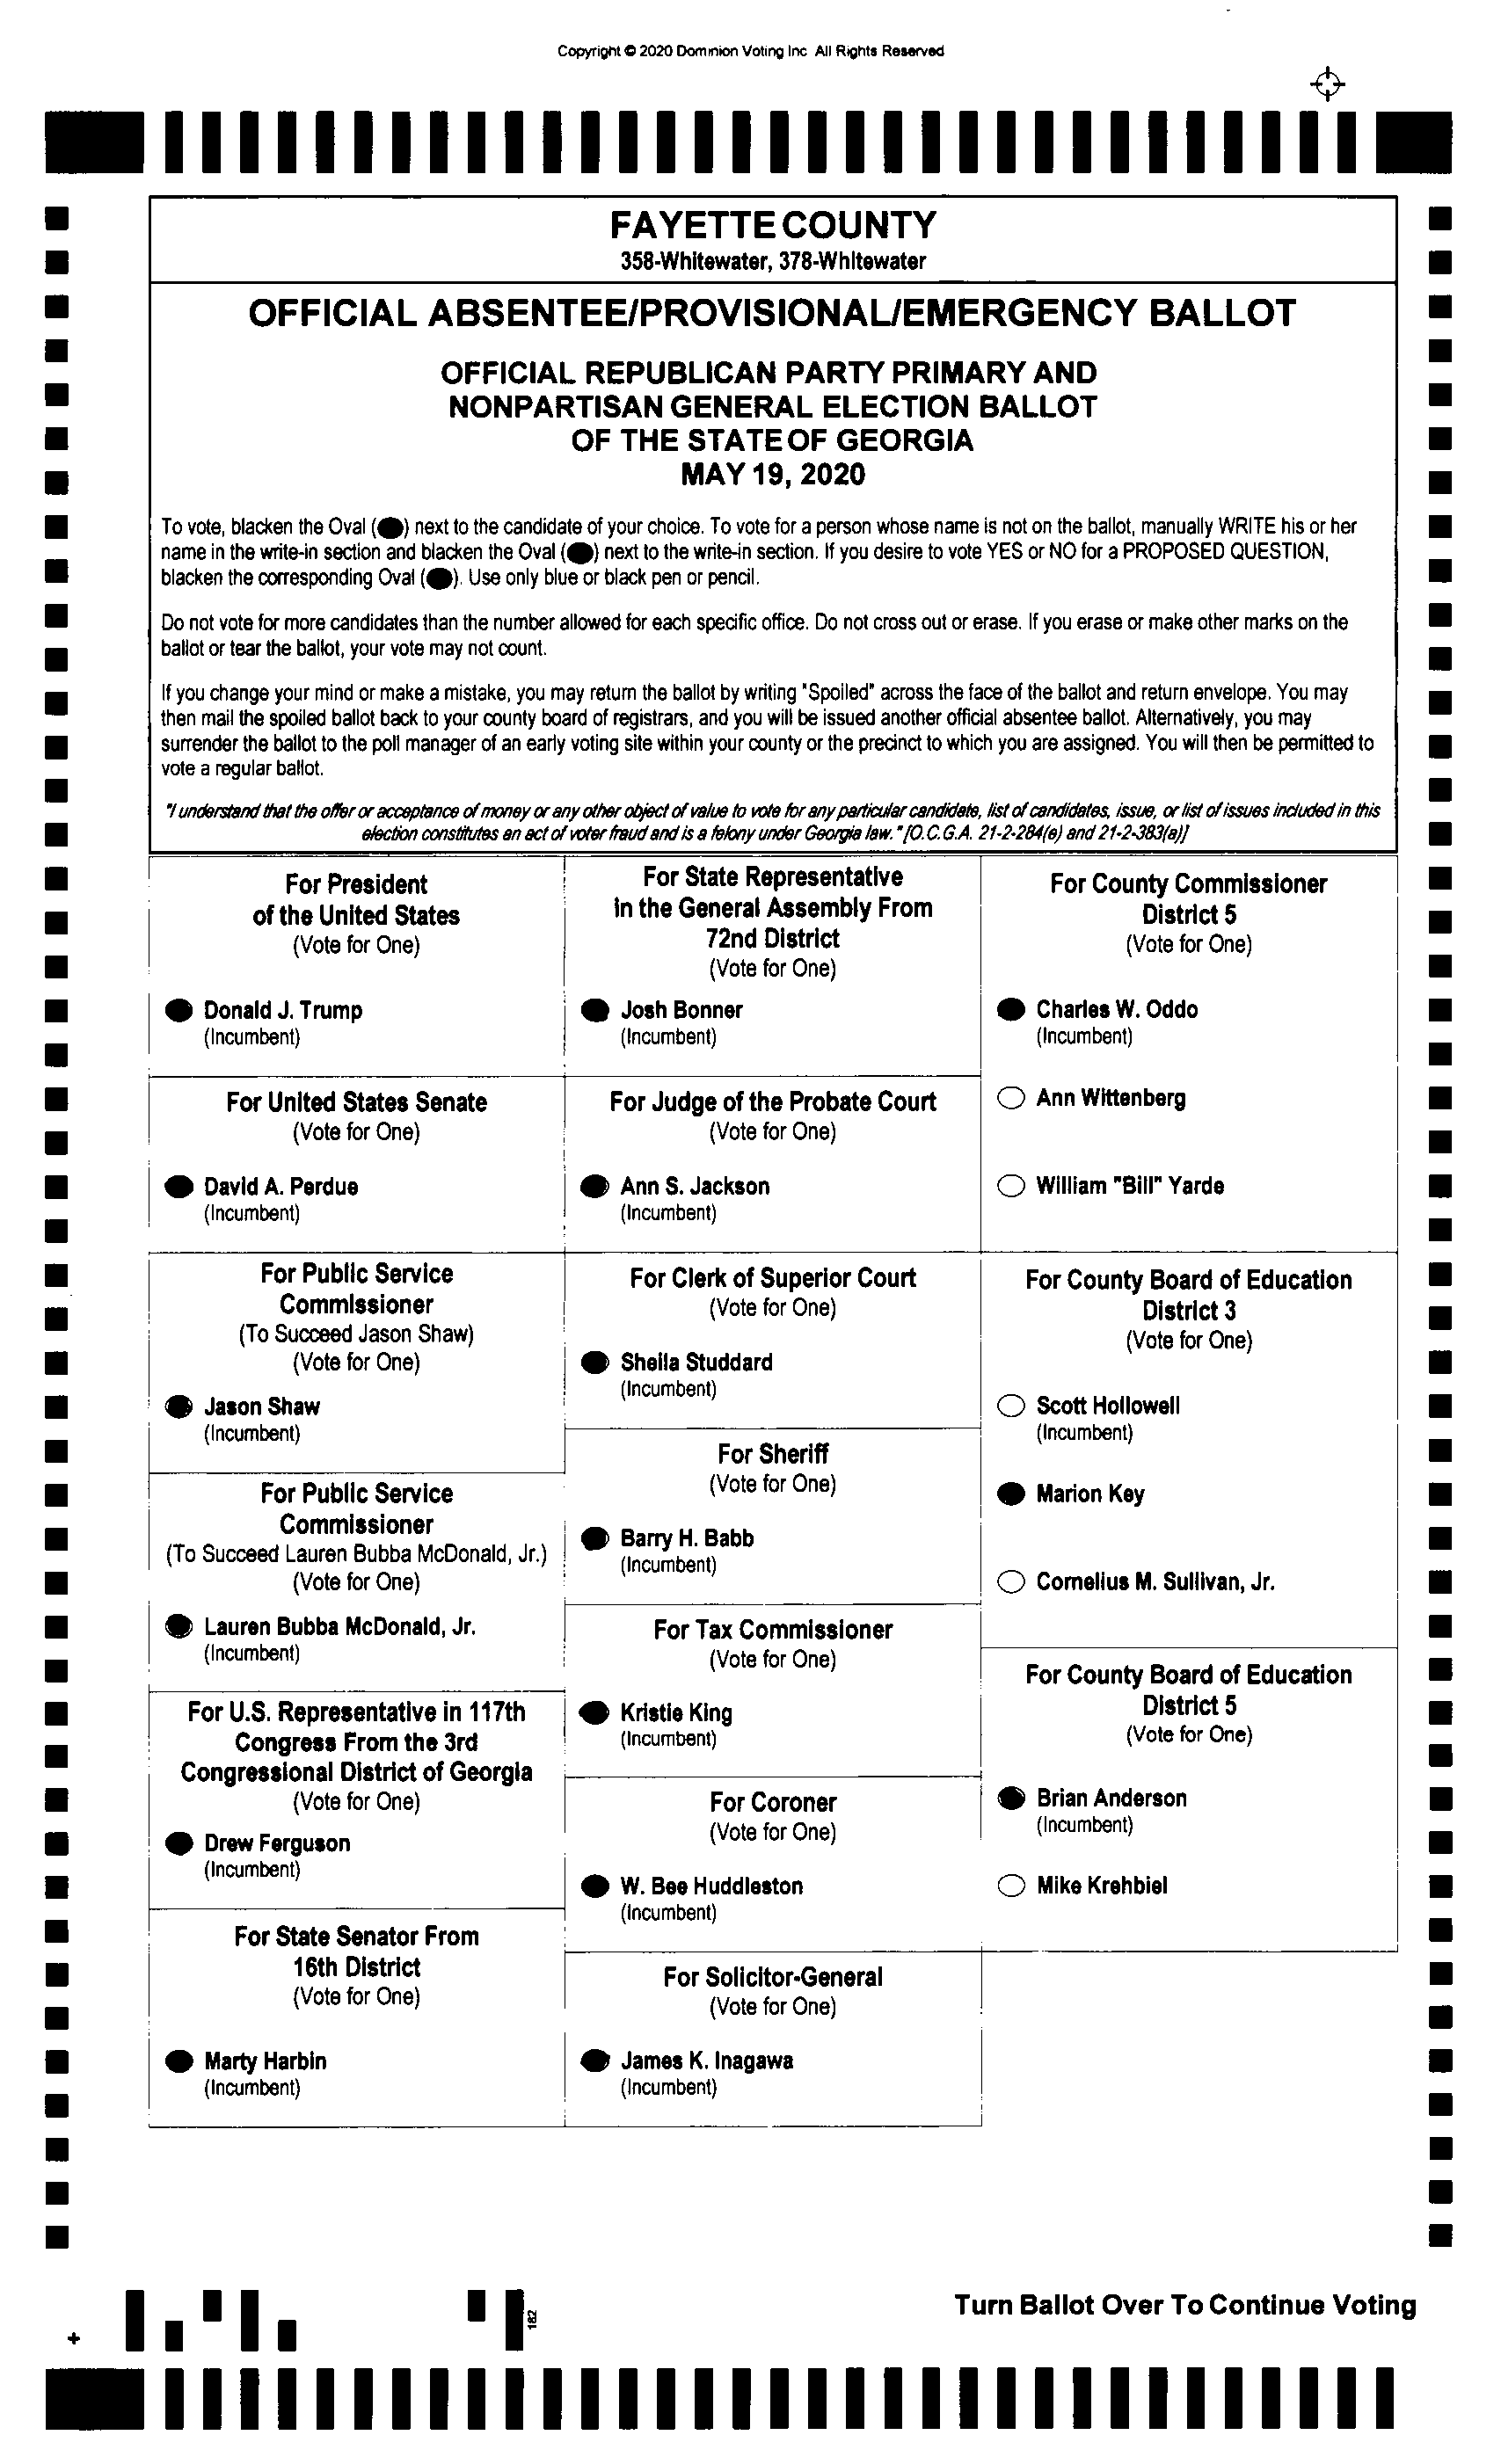 Copyright © 2020 Dominion Voting Inc All Rights Reserved
FAYETTE COUNTY
358-Whitewater, 378-Whitewater
OFFICIAL ABSENTEE/PROVISIONAL/EMERGENCY BALLOT
OFFICIAL REPUBLICAN PARTY PRIMARY AND
NONPARTISAN GENERAL ELECTION BALLOT
OF THE STATE OF GEORGIA
MAY 19, 2020
To vote, blacken the Oval (⬬) next to the candidate of your choice. To vote for a person whose name is not on the ballot, manually WRITE his or her
name in the write-in section and blacken the Oval (⬬) next to the write-in section. If you desire to vote YES or NO for a PROPOSED QUESTION,
blacken the corresponding Oval (⬬). Use only blue or black pen or pencil.
Do not vote for more candidates than the number allowed for each specific office. Do not cross out or erase. If you erase or make other marks on the
ballot or tear the ballot, your vote may not count.
If you change your mind or make a mistake, you may return the ballot by writing "Spoiled" across the face of the ballot and return envelope. You may
then mail the spoiled ballot back to your county board of registrars, and you will be issued another official absentee ballot. Alternatively, you may
surrender the ballot to the poll manager of an early voting site within your county or the precinct to which you are assigned. You will then be permitted to
vote a regular ballot.
"I understand that the offer or acceptance of money or any other object of value to vote for any particular candidate, list of candidates, issue, or list of issues included in this
election constitutes an act of voter fraud and is a felony under Georgia law." [O.C.G.A. 21-2-284(e) and 21-2-383(a)]
For President
of the United States
(Vote for One)
Donald J. Trump
(Incumbent)
For United States Senate
(Vote for One)
David A. Perdue
(Incumbent)
For Public Service
Commissioner
(To Succeed Jason Shaw)
(Vote for One)
Jason Shaw
(Incumbent)
For Public Service
Commissioner
(To Succeed Lauren Bubba McDonald, Jr.)
(Vote for One)
Lauren Bubba McDonald, Jr.
(Incumbent)
For U.S. Representative in 117th
Congress From the 3rd
Congressional District of Georgia
(Vote for One)
Drew Ferguson
(Incumbent)
For State Senator From
16th District
(Vote for One)
Marty Harbin
(Incumbent)
For State Representative
In the General Assembly From
72nd District
(Vote for One)
Josh Bonner
(Incumbent)
For Judge of the Probate Court
(Vote for One)
Ann S. Jackson
(Incumbent)
For Clerk of Superior Court
(Vote for One)
Sheila Studdard
(Incumbent)
For Sheriff
(Vote for One)
Barry H. Babb
(Incumbent)
For Tax Commissioner
(Vote for One)
Kristie King
(Incumbent)
For Coroner
(Vote for One)
W. Bee Huddleston
(Incumbent)
For Solicitor-General
(Vote for One)
James K. Inagawa
(Incumbent)
For County Commissioner
District 5
(Vote for One)
Charles W. Oddo
(Incumbent)
Ann Wittenberg
William "Bill" Yarde
For County Board of Education
District 3
(Vote for One)
Scott Hollowell
(Incumbent)
Marion Key
Cornelius M. Sullivan, Jr.
For County Board of Education
District 5
(Vote for One)
Brian Anderson
(Incumbent)
Mike Krehbiel
182
Turn Ballot Over To Continue Voting